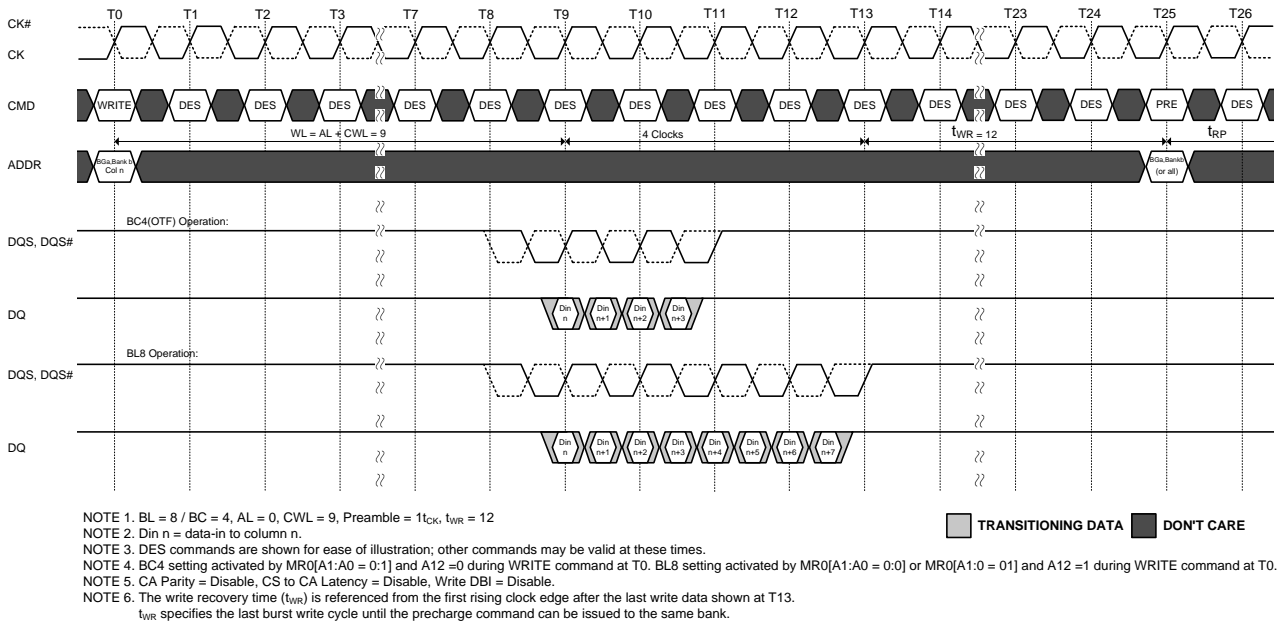 T0 T1 T2 T3 T7 T8 T9 T10 T11 T12 T13 T14 T23 T24 T25 T26
CK#
CK
CMD WRITE DES DES DES DES DES DES DES DES DES DES DES DES DES PRE DES
WL = AL + CWL = 9 4 Clocks tWR = 12 tRP
ADDR
BGa,Bank b
Col n
BGa,Bankb
(or all)
BC4(OTF) Operation:
DQS, DQS#
DQ
Din n
Din n+1
Din n+2
Din n+3
BL8 Operation:
DQS, DQS#
DQ
Din n
Din n+1
Din n+2
Din n+3
Din n+4
Din n+5
Din n+6
Din n+7
NOTE 1. BL = 8 / BC = 4, AL = 0, CWL = 9, Preamble = 1tCK, tWR = 12
NOTE 2. Din n = data-in to column n.
NOTE 3. DES commands are shown for ease of illustration; other commands may be valid at these times.
NOTE 4. BC4 setting activated by MR0[A1:A0 = 0:1] and A12 =0 during WRITE command at T0. BL8 setting activated by MR0[A1:A0 = 0:0] or MR0[A1:0 = 01] and A12 =1 during WRITE command at T0.
NOTE 5. CA Parity = Disable, CS to CA Latency = Disable, Write DBI = Disable.
NOTE 6. The write recovery time (tWR) is referenced from the first rising clock edge after the last write data shown at T13.
tWR specifies the last burst write cycle until the precharge command can be issued to the same bank.
TRANSITIONING DATA DON'T CARE